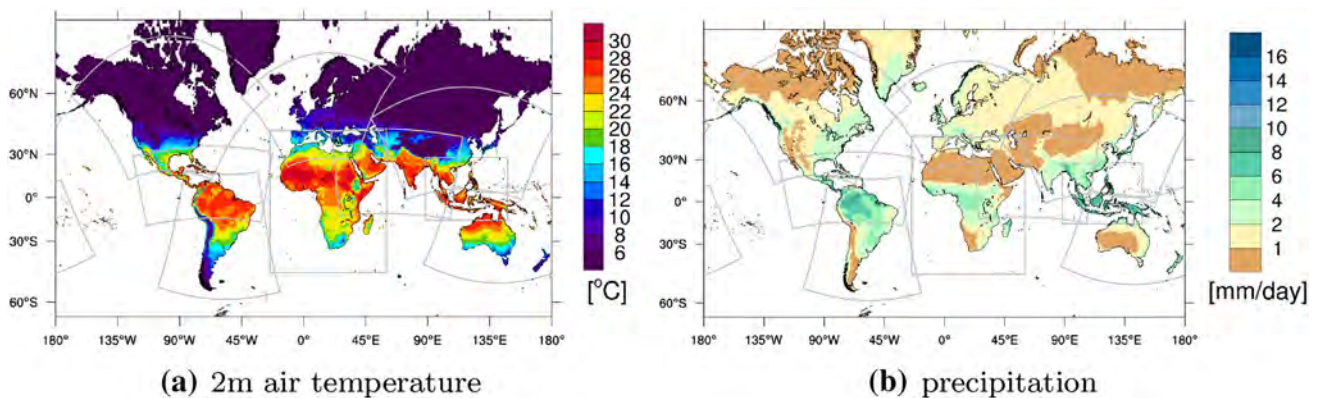 60°N
30°N
0°
30°S
60°S
180° 135°W 90°W 45°W 0° 45°E 90°E 135°E 180°
30
28
26
24
22
20
18
16
14
12
10
8
6
[°C]
(a) 2m air temperature
60°N
30°N
0°
30°S
60°S
180° 135°W 90°W 45°W 0° 45°E 90°E 135°E 180°
16
14
12
10
8
6
4
2
1
[mm/day]
(b) precipitation